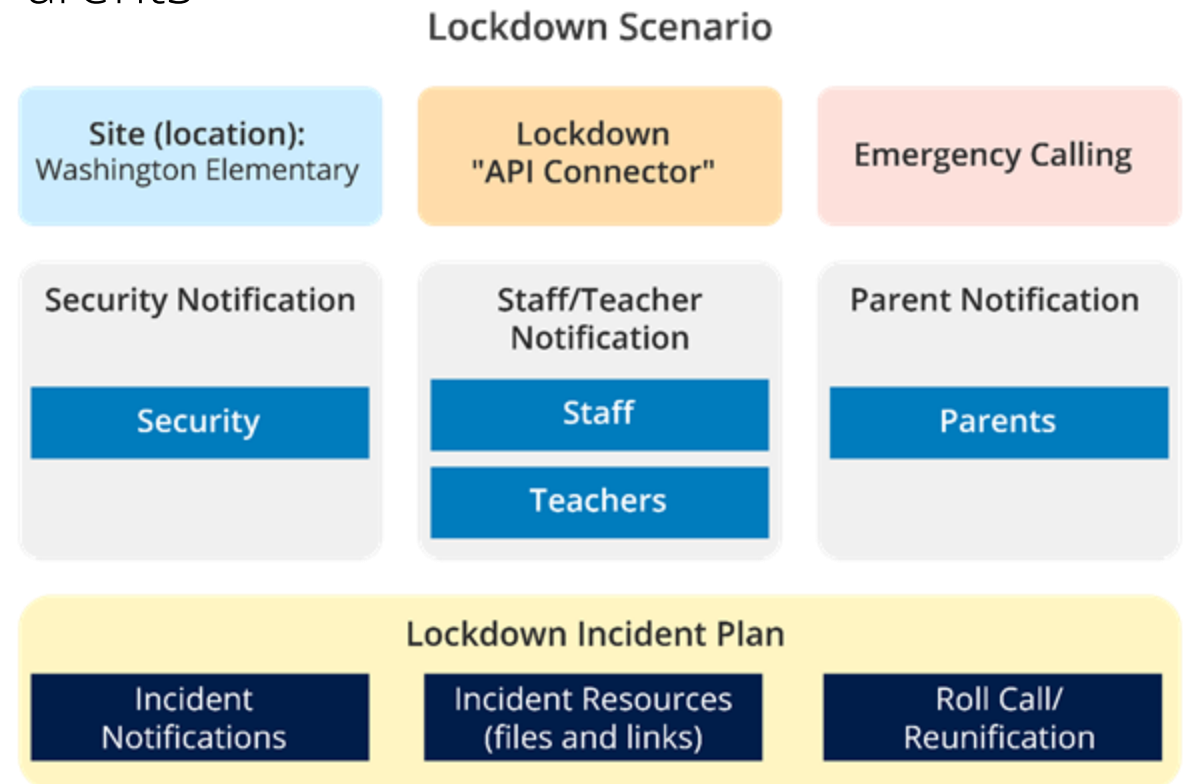 Lockdown Scenario
Site (location):
Washington Elementary
Lockdown
"API Connector"
Emergency Calling
Security Notification
Security
Staff/Teacher
Notification
Staff
Teachers
Parent Notification
Parents
Lockdown Incident Plan
Incident
Notifications
Incident Resources
(files and links)
Roll Call/
Reunification